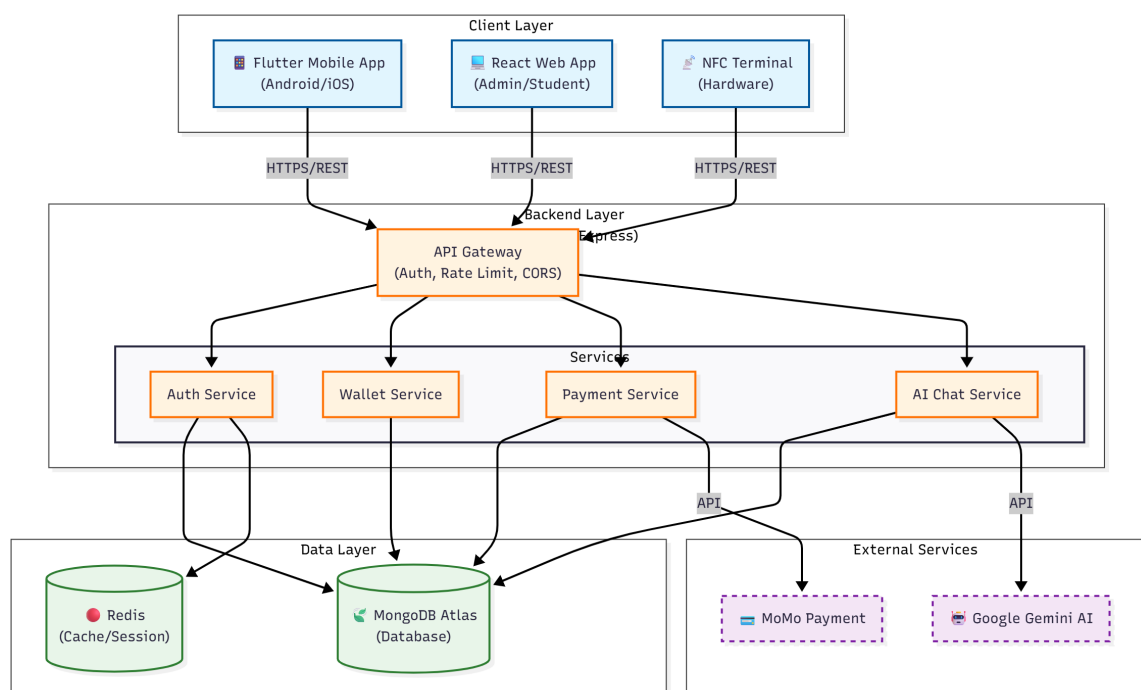 Client Layer
Flutter Mobile App
(Android/iOS)
React Web App
(Admin/Student)
NFC Terminal
(Hardware)
HTTPS/REST
HTTPS/REST
HTTPS/REST
Backend Layer
Express)
API Gateway
(Auth, Rate Limit, CORS)
Services
Auth Service
Wallet Service
Payment Service
AI Chat Service
API
API
Data Layer
External Services
Redis
(Cache/Session)
MongoDB Atlas
(Database)
MoMo Payment
Google Gemini AI